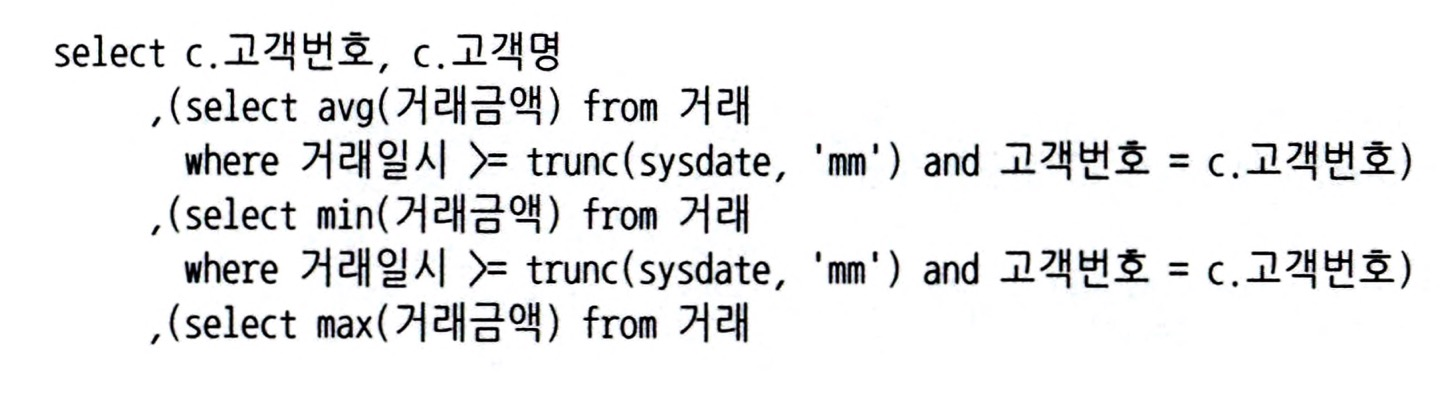 select c.고객번호, c.고객명
,(select avg(거래금액) from 거래
where 거래일시 >= trunc(sysdate, 'mm') and 고객번호 = c.고객번호)
,(select min(거래금액) from 거래
where 거래일시 >= trunc(sysdate, 'mm') and 고객번호 = c.고객번호)
,(select max(거래금액) from 거래